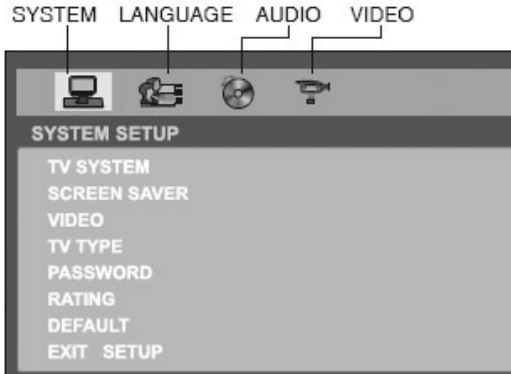 SYSTEM LANGUAGE AUDIO VIDEO
SYSTEM SETUP
TV SYSTEM
SCREEN SAVER
VIDEO
TV TYPE
PASSWORD
RATING
DEFAULT
EXIT SETUP